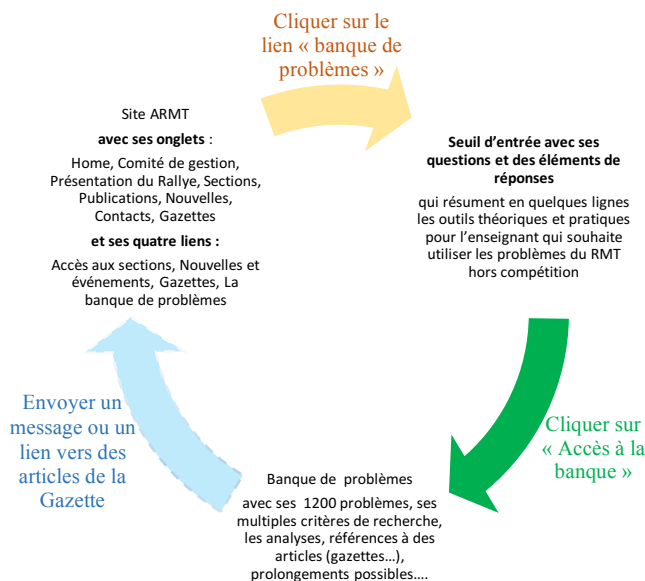 Cliquer sur le
lien « banque de
problèmes »
Site ARMT
avec ses onglets :
Home, Comité de gestion,
Présentation du Rallye, Sections,
Publications, Nouvelles,
Contacts, Gazettes
et ses quatre liens :
Accès aux sections, Nouvelles et
événements, Gazettes, La
banque de problèmes
Seuil d’entrée avec ses
questions et des éléments de
réponses
qui résument en quelques lignes
les outils théoriques et pratiques
pour l’enseignant qui souhaite
utiliser les problèmes du RMT
hors compétition
Cliquer sur
« Accès à la
banque »
Banque de problèmes
avec ses 1200 problèmes, ses
multiples critères de recherche,
les analyses, références à des
articles (gazettes…),
prolongements possibles….
Envoyer un
message ou un
lien vers des
articles de la
Gazette